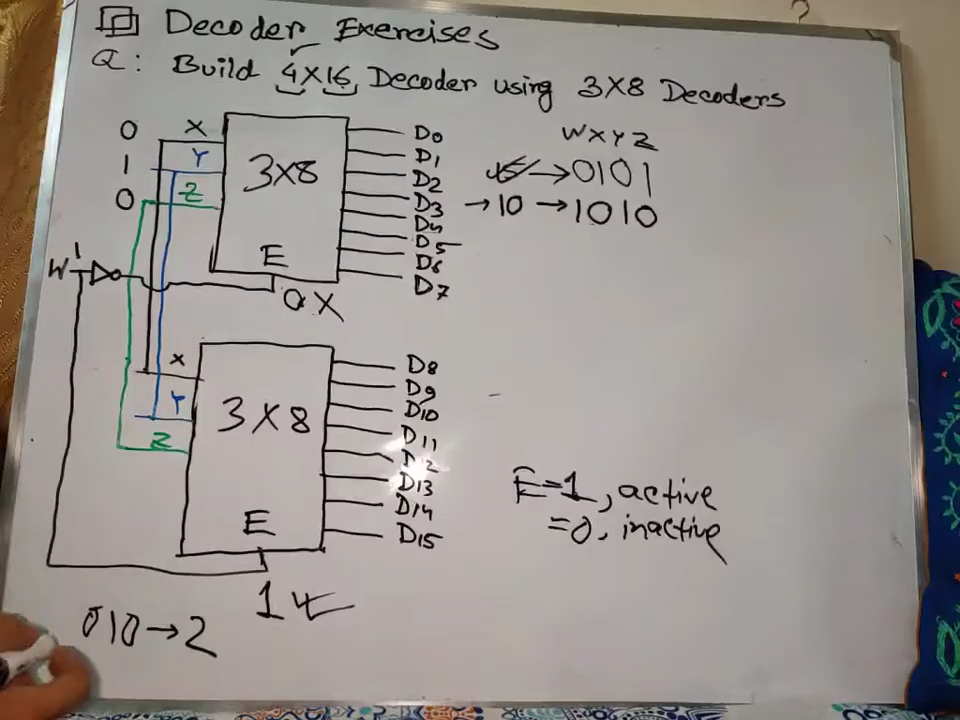 Decoder Exercises
Q: Build 4X16 Decoder using 3X8 Decoders
0 X
1 Y
0 Z
3X8
E
D0
D1
D2
D3
D4
D5
D6
D7
W X Y Z
→ 0101
→ 10 → 1010
W 1
0 X
X
Y
Z
3X8
E
D8
D9
D10
D11
D12
D13
D14
D15
E=1, active
=0, inactive
1
010 → 2